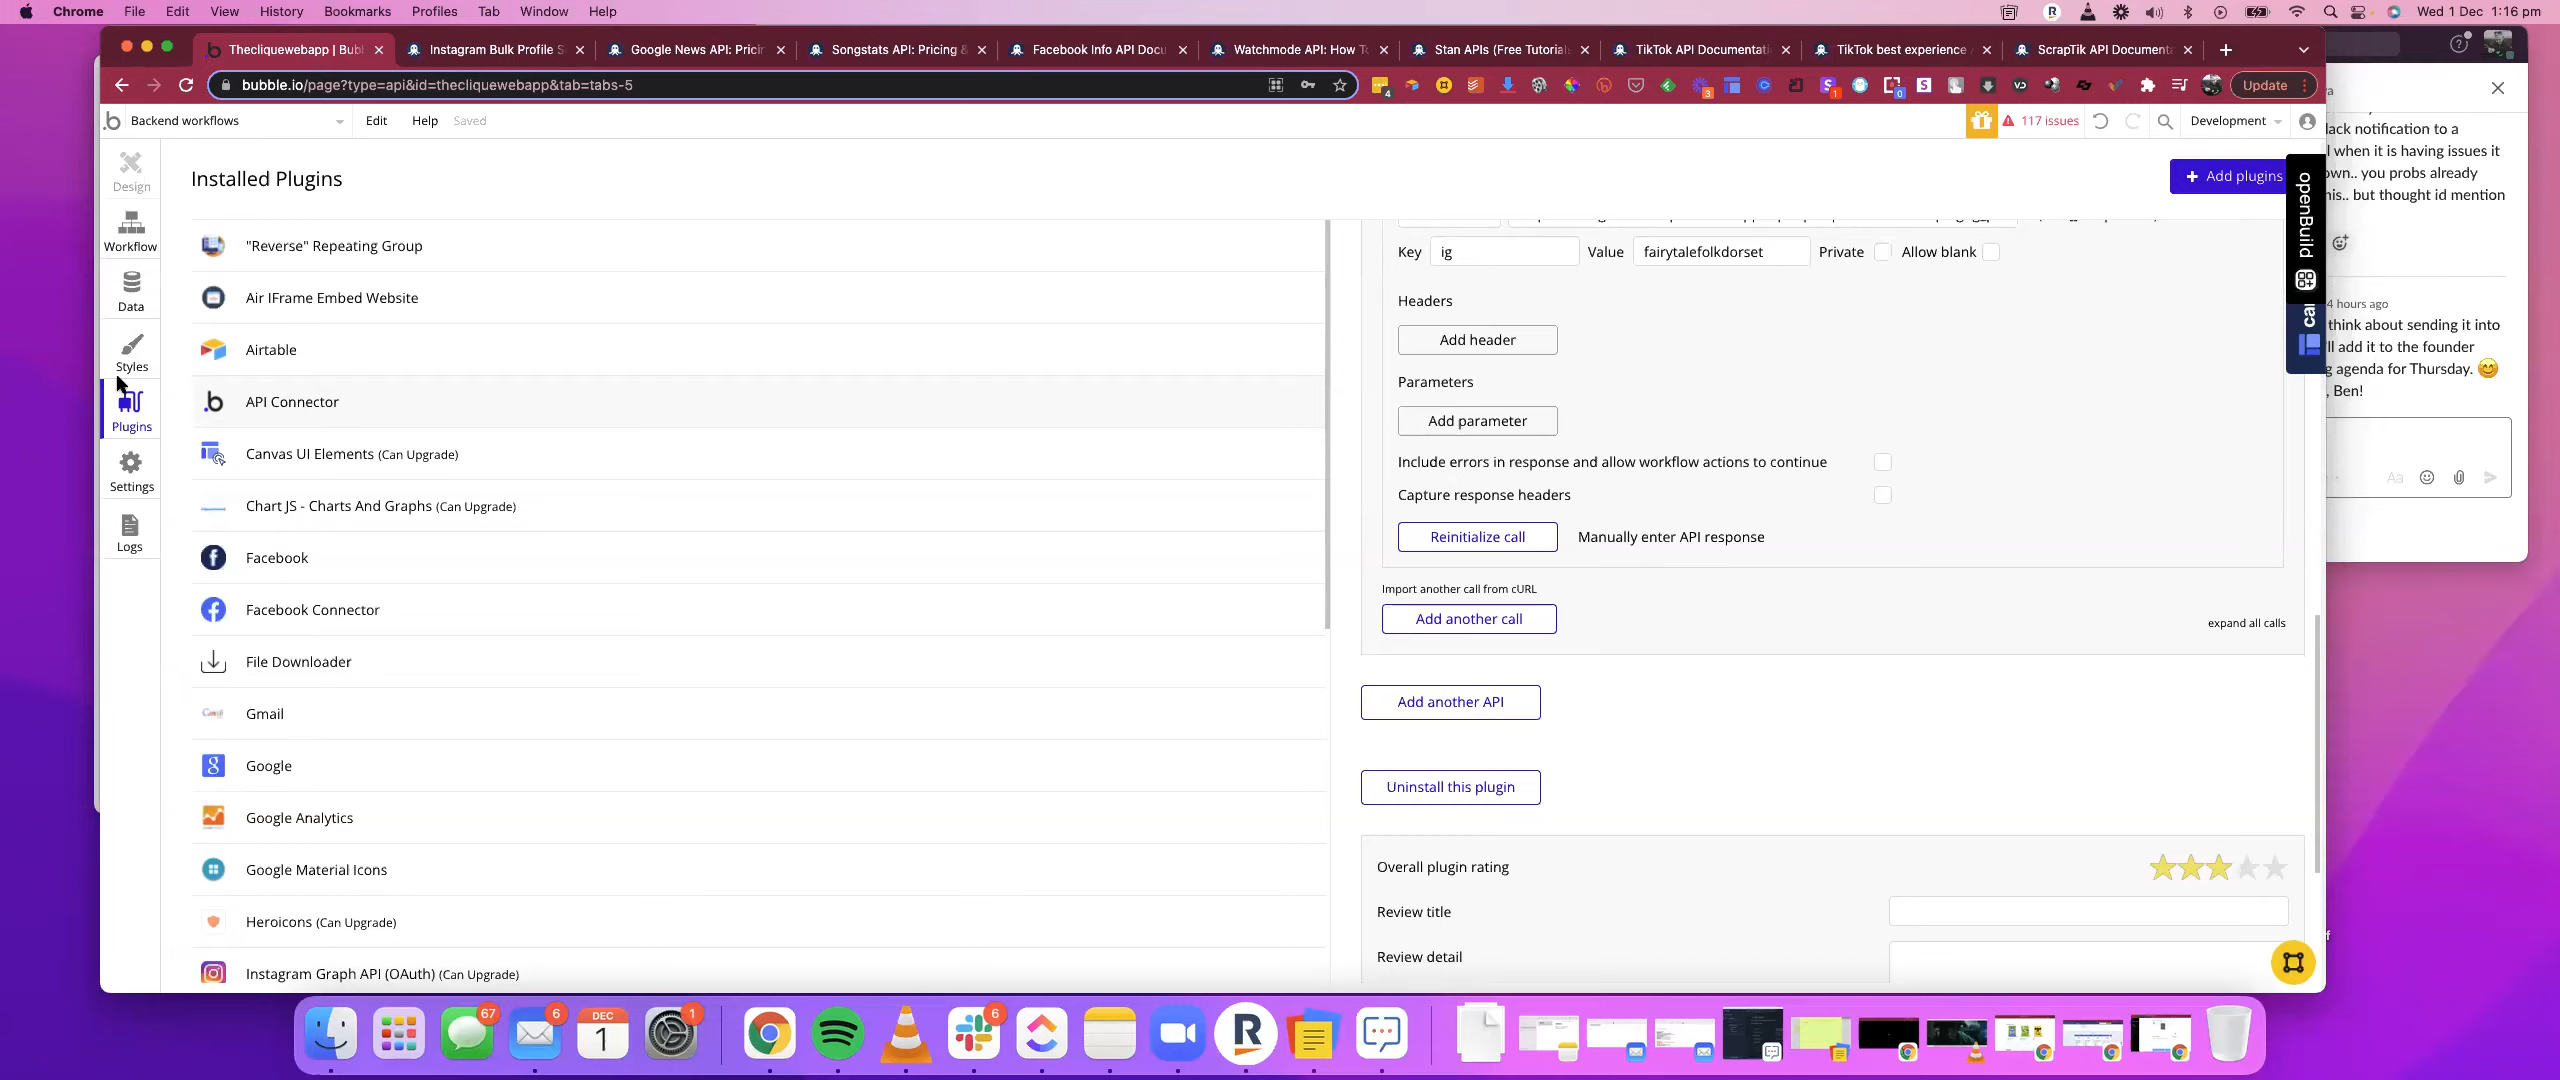 Chrome File Edit View History Bookmarks Profiles Tab Window Help
Wed 1 Dec 1:16 pm
Thecliquewebapp | Bubl
Instagram Bulk Profile S
Google News API: Pricin
Songstats API: Pricing &
Facebook Info API Docu
Watchmode API: How T
Stan APIs (Free Tutorial
TikTok API Documentati
TikTok best experience
ScrapTik API Document
bubble.io/page?type=api&id=thecliquewebapp&tab=tabs-5
Update
Backend workflows
Edit
Help
Saved
117 issues
Development
Design
Workflow
Data
Styles
Plugins
Settings
Logs
Installed Plugins
Add plugins
"Reverse" Repeating Group
Air IFrame Embed Website
Airtable
API Connector
Canvas UI Elements (Can Upgrade)
Chart JS - Charts And Graphs (Can Upgrade)
Facebook
Facebook Connector
File Downloader
Gmail
Google
Google Analytics
Google Material Icons
Heroicons (Can Upgrade)
Instagram Graph API (OAuth) (Can Upgrade)
Key ig Value fairytalefolkdorset Private Allow blank
Headers
Add header
Parameters
Add parameter
Include errors in response and allow workflow actions to continue
Capture response headers
Reinitialize call
Manually enter API response
Import another call from cURL
Add another call
expand all calls
Add another API
Uninstall this plugin
Overall plugin rating
Review title
Review detail
openBuild
ca
lack notification to a
l when it is having issues it
own.. you probs already
his.. but thought id mention
4 hours ago
think about sending it into
'll add it to the founder
g agenda for Thursday.
, Ben!
Aa
67
6
DEC
1
1
6